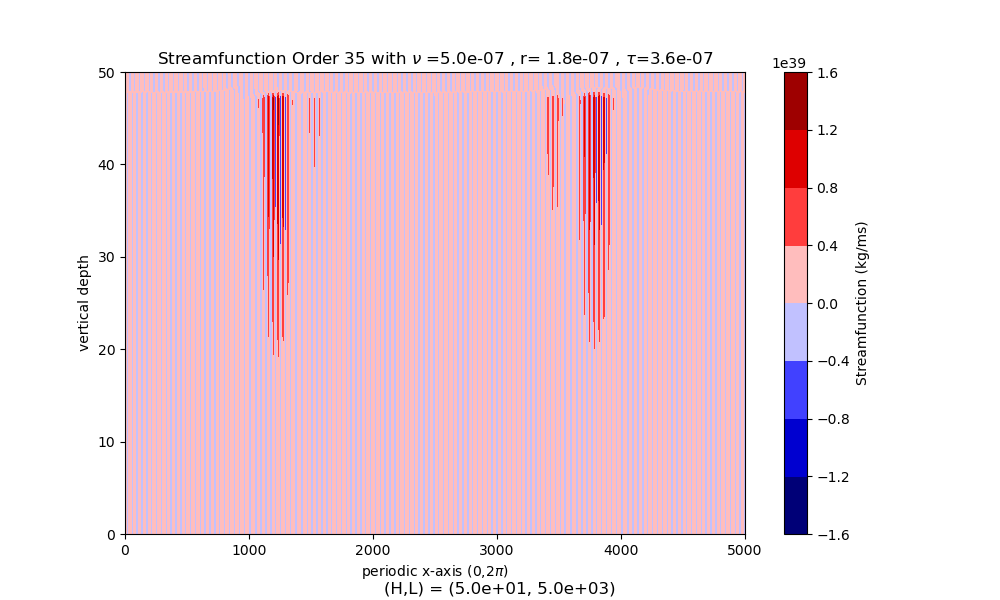 Streamfunction Order 35 with ν =5.0e-07 , r= 1.8e-07 , τ=3.6e-07
1e39
50
40
30
20
10
0
vertical depth
0 1000 2000 3000 4000 5000
periodic x-axis (0,2π)
(H,L) = (5.0e+01, 5.0e+03)
1.6
1.2
0.8
0.4
0.0
−0.4
−0.8
−1.2
−1.6
Streamfunction (kg/ms)